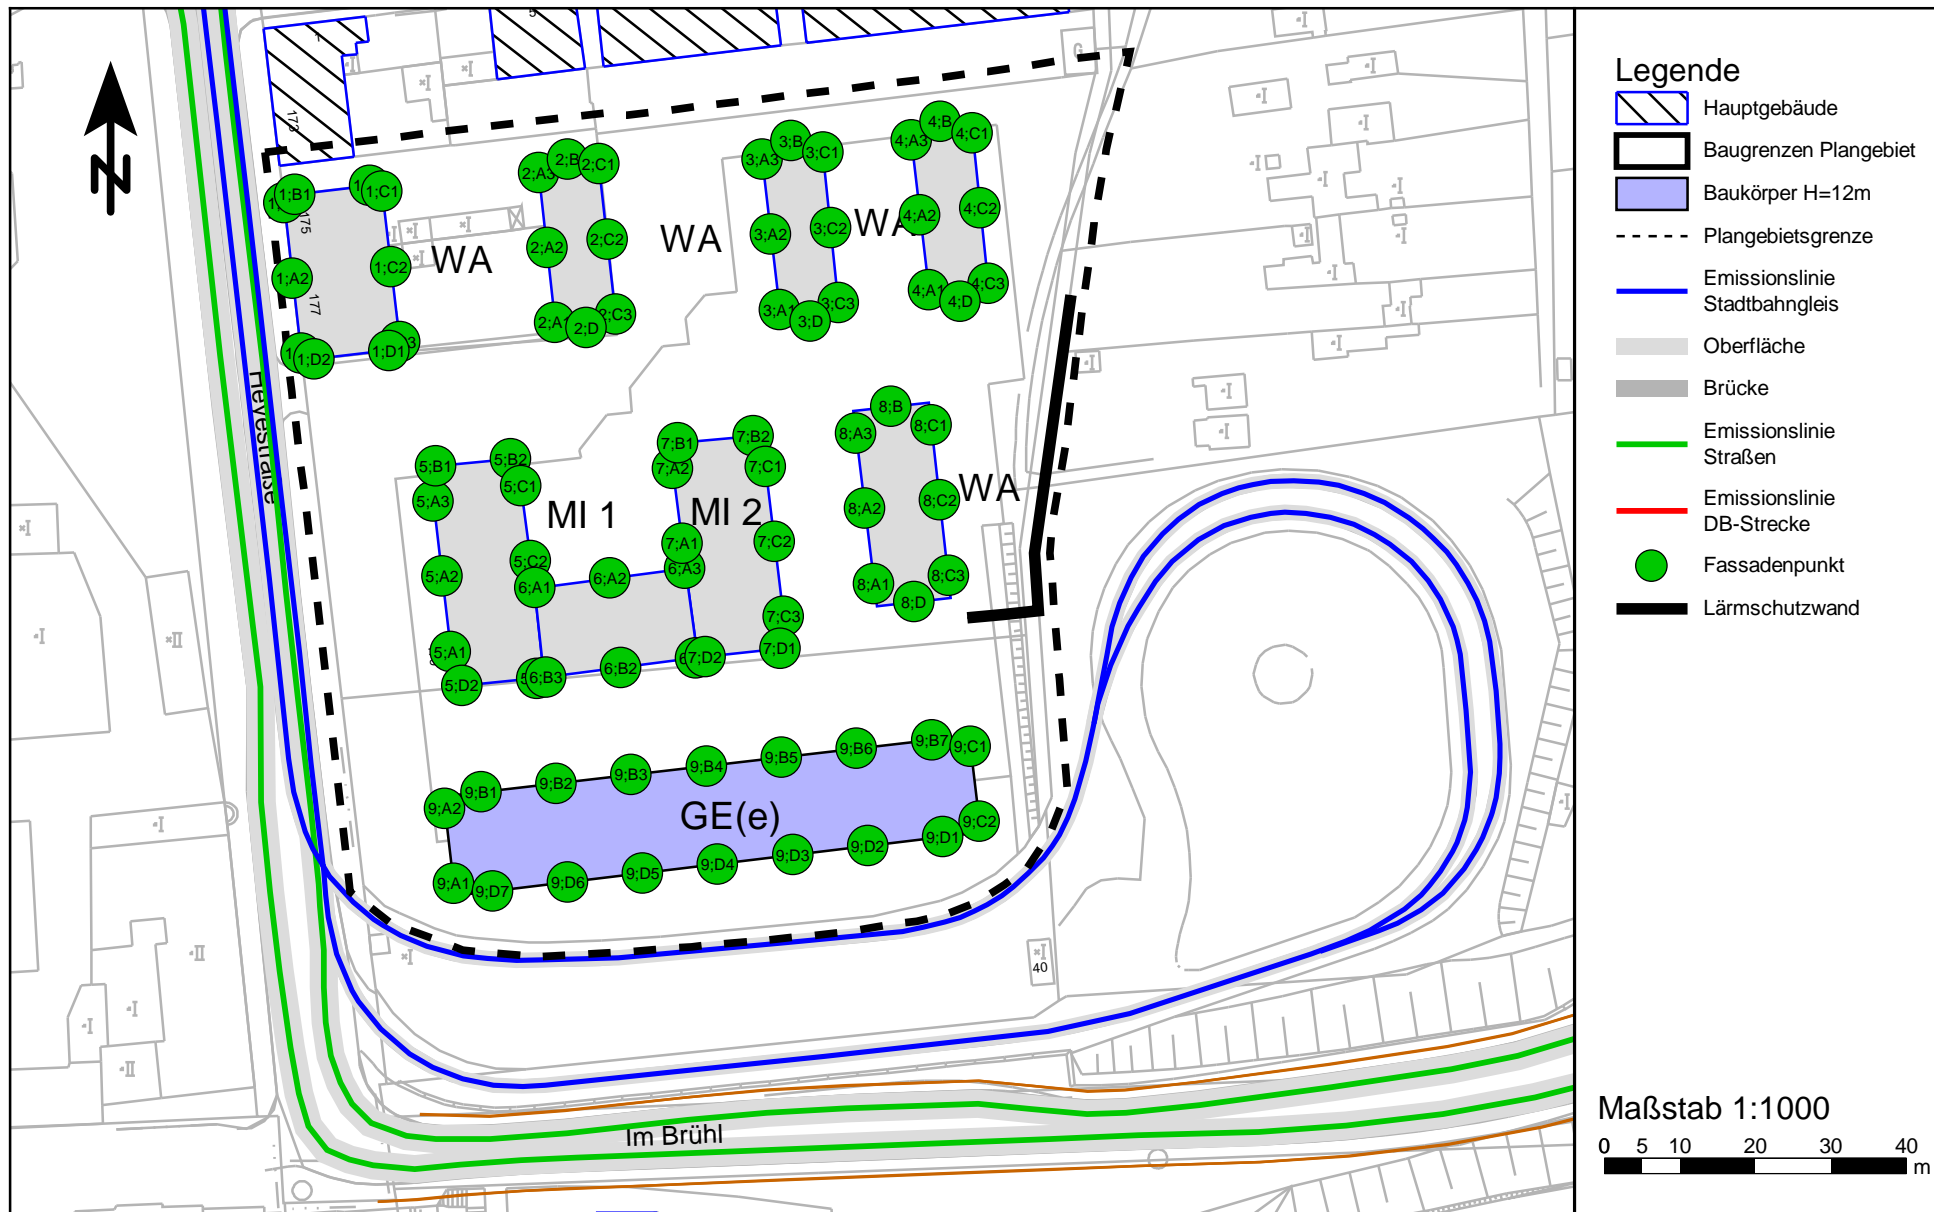 5
G
173
N
1;B1
1;C1
175
1;A2
1;C2
177
1;D2
1;D1
WA
2;A3
2;B
2;C1
2;A2
2;C2
2;A1
2;D
2;C3
WA
3;A3
3;B
3;C1
3;A2
3;C2
3;A1
3;D
3;C3
WA
4;A3
4;B
4;C1
4;A2
4;C2
4;A1
4;D
4;C3
Heyestraße
5;B1
5;B2
5;A3
5;C1
5;A2
5;C2
5;A1
5;D2
MI 1
6;A1
6;A2
6;A3
6;B3
6;B2
7;B1
7;B2
7;A2
7;C1
MI 2
7;A1
7;C2
7;C3
7;D2
7;D1
8;B
8;A3
8;C1
8;A2
8;C2
WA
8;A1
8;C3
8;D
9;A2
9;B1
9;B2
9;B3
9;B4
9;B5
9;B6
9;B7
9;C1
GE(e)
9;C2
9;A1
9;D7
9;D6
9;D5
9;D4
9;D3
9;D2
9;D1
40
Im Brühl
Legende
Hauptgebäude
Baugrenzen Plangebiet
Baukörper H=12m
Plangebietsgrenze
Emissionslinie
Stadtbahngleis
Oberfläche
Brücke
Emissionslinie
Straßen
Emissionslinie
DB-Strecke
Fassadenpunkt
Lärmschutzwand
Maßstab 1:1000
0 5 10 20 30 40
m